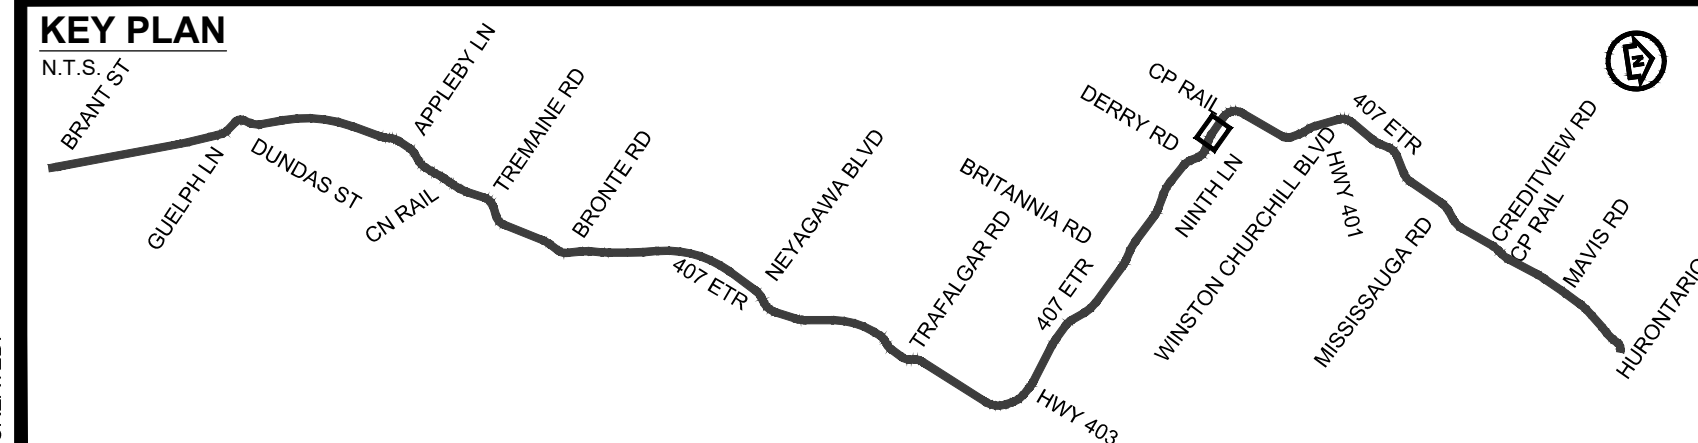 KEY PLAN
N.T.S.
BRANT ST
GUELPH LN
DUNDAS ST
CN RAIL
APPLEBY LN
TREMAINE RD
BRONTE RD
407 ETR
NEYAGAWA BLVD
TRAFALGAR RD
HWY 403
407 ETR
BRITANNIA RD
DERRY RD
CP RAIL
NINTH LN
WINSTON CHURCHILL BLVD
HWY 401
407 ETR
MISSISSAUGA RD
CREDITVIEW RD
CP RAIL
MAVIS RD
HURONTARIO
N